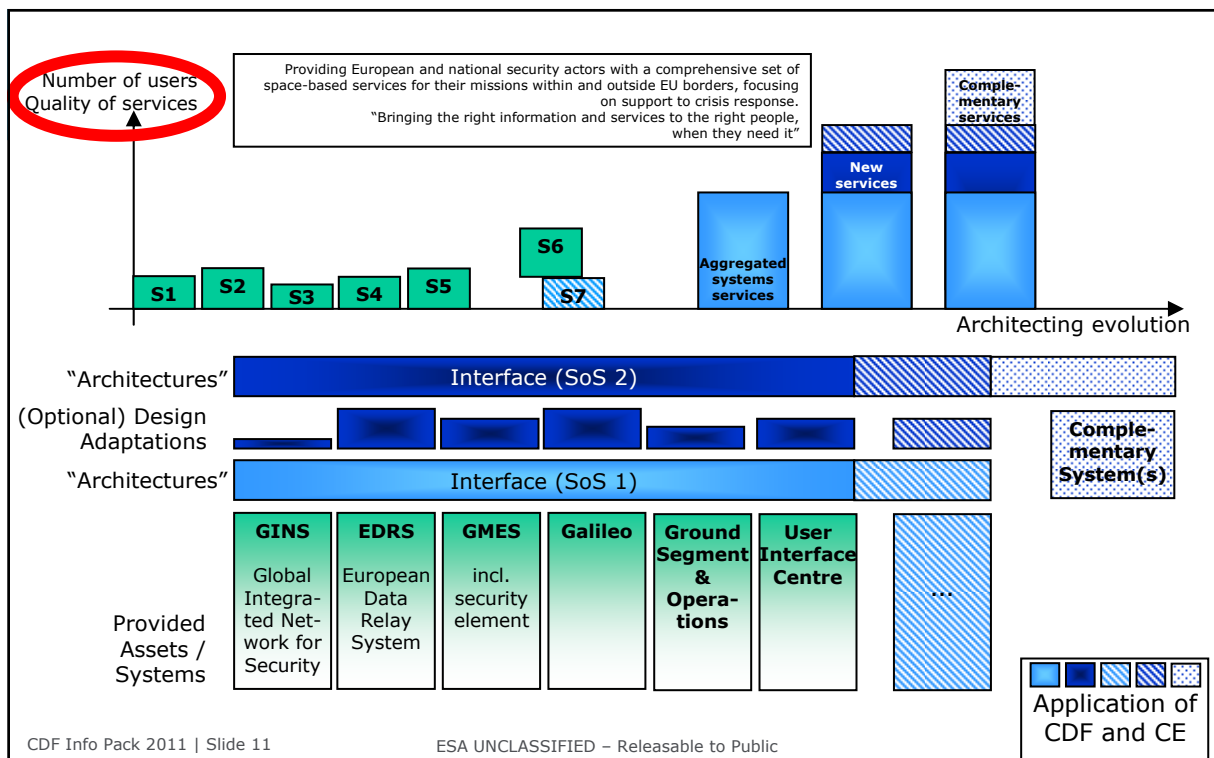 Number of users
Quality of services
Providing European and national security actors with a comprehensive set of
space-based services for their missions within and outside EU borders, focusing
on support to crisis response.
“Bringing the right information and services to the right people,
when they need it”
Comple-
mentary
services
New
services
S6
S1
S2
S3
S4
S5
S7
Aggregated
systems
services
Architecting evolution
“Architectures”
Interface (SoS 2)
(Optional) Design
Adaptations
Comple-
mentary
System(s)
“Architectures”
Interface (SoS 1)
Provided
Assets /
Systems
GINS
Global
Integra-
ted Net-
work for
Security
EDRS
European
Data
Relay
System
GMES
incl.
security
element
Galileo
Ground
Segment
&
Opera-
tions
User
Interface
Centre
...
Application of
CDF and CE
CDF Info Pack 2011 | Slide 11
ESA UNCLASSIFIED – Releasable to Public